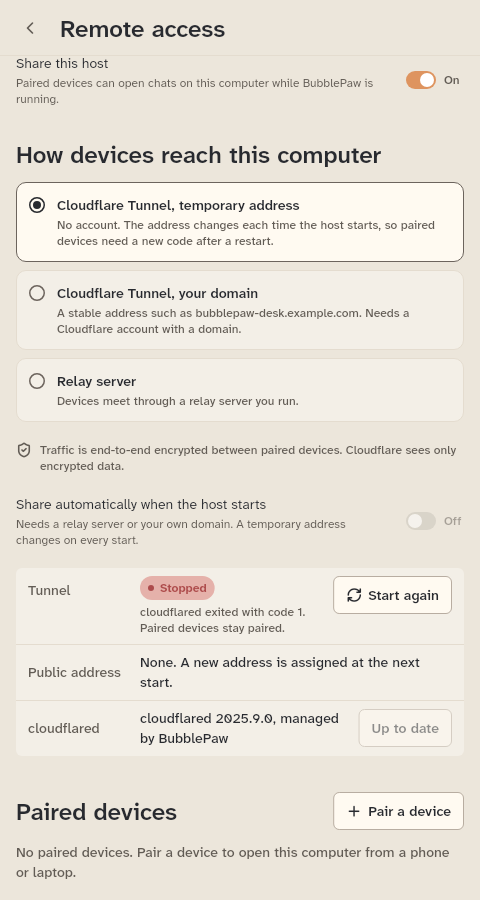 Remote access
Share this host
Paired devices can open chats on this computer while BubblePaw is
running.
On
How devices reach this computer
Cloudflare Tunnel, temporary address
No account. The address changes each time the host starts, so paired
devices need a new code after a restart.
Cloudflare Tunnel, your domain
A stable address such as bubblepaw-desk.example.com. Needs a
Cloudflare account with a domain.
Relay server
Devices meet through a relay server you run.
Traffic is end-to-end encrypted between paired devices. Cloudflare sees only
encrypted data.
Share automatically when the host starts
Needs a relay server or your own domain. A temporary address
changes on every start.
Off
Tunnel
Stopped
cloudflared exited with code 1.
Paired devices stay paired.
Start again
Public address
None. A new address is assigned at the next
start.
cloudflared
cloudflared 2025.9.0, managed
by BubblePaw
Up to date
Paired devices
Pair a device
No paired devices. Pair a device to open this computer from a phone
or laptop.